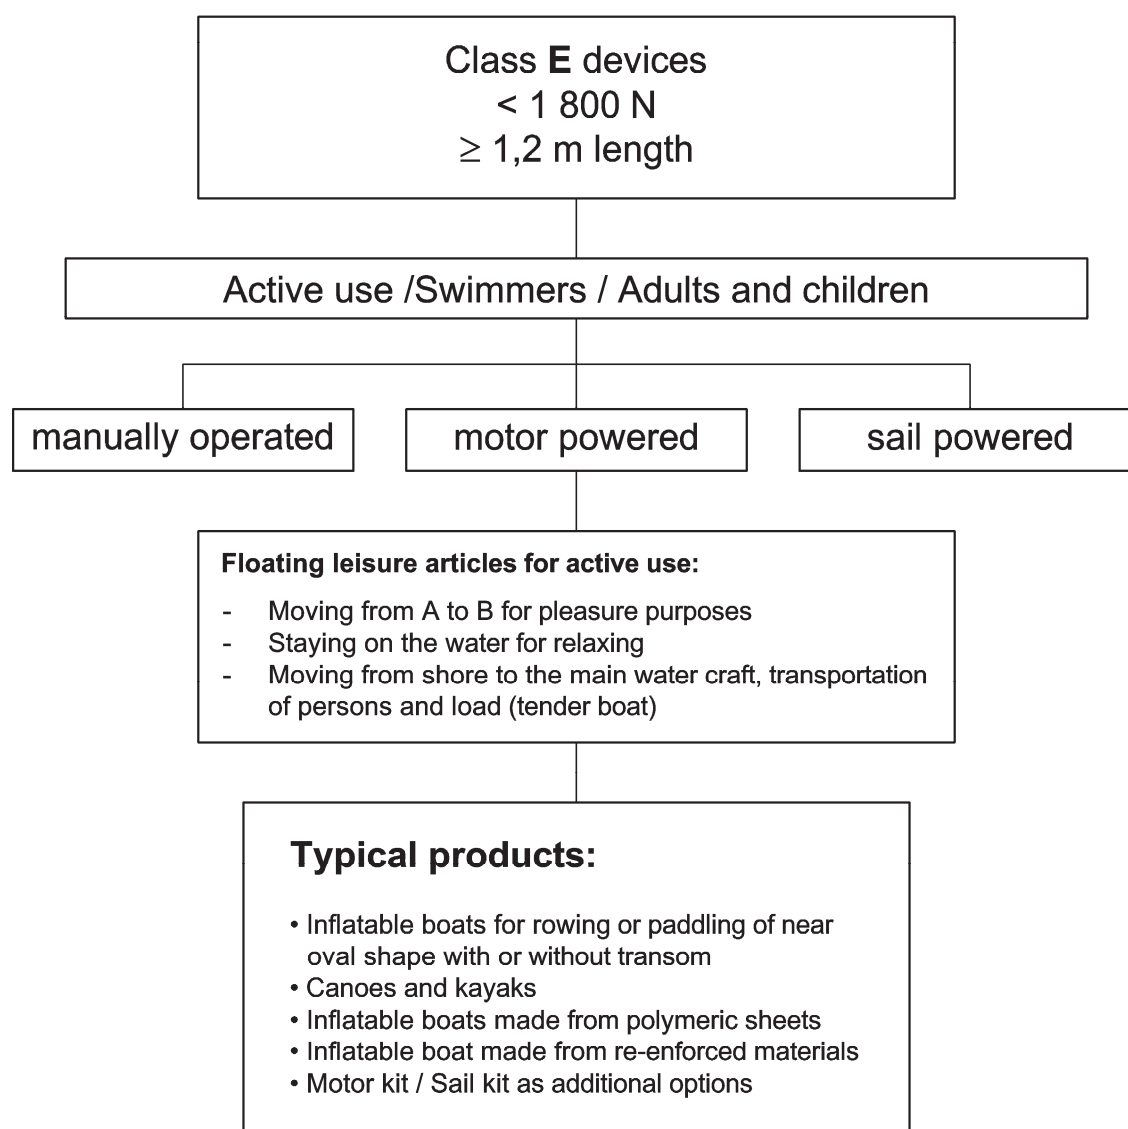 Class E devices
< 1 800 N
≥ 1,2 m length
Active use /Swimmers / Adults and children
manually operated
motor powered
sail powered
Floating leisure articles for active use:
- Moving from A to B for pleasure purposes
- Staying on the water for relaxing
- Moving from shore to the main water craft, transportation
of persons and load (tender boat)
Typical products:
• Inflatable boats for rowing or paddling of near
oval shape with or without transom
• Canoes and kayaks
• Inflatable boats made from polymeric sheets
• Inflatable boat made from re-enforced materials
• Motor kit / Sail kit as additional options